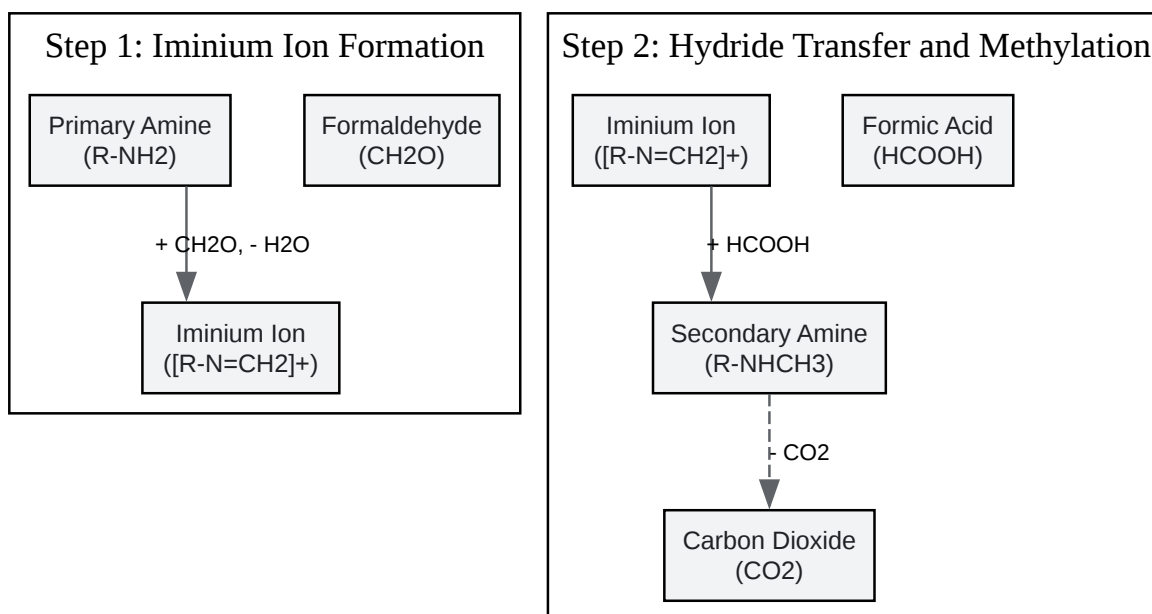 Step 1: Iminium Ion Formation
Primary Amine
(R-NH2)
Formaldehyde
(CH2O)
+ CH2O, - H2O
Iminium Ion
([R-N=CH2]+)
Step 2: Hydride Transfer and Methylation
Iminium Ion
([R-N=CH2]+)
Formic Acid
(HCOOH)
+ HCOOH
Secondary Amine
(R-NHCH3)
- CO2
Carbon Dioxide
(CO2)